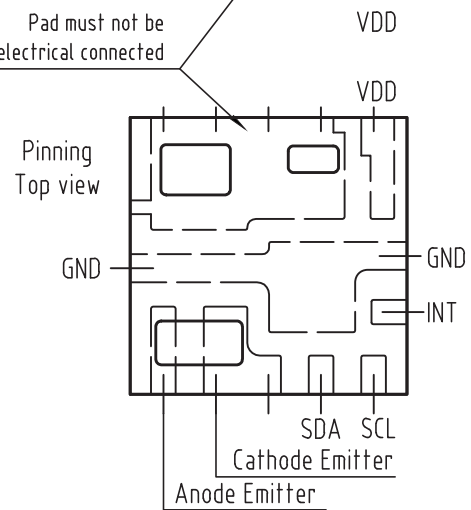 Pad must not be
electrical connected
VDD
VDD
Pinning
Top view
GND
GND
INT
SDA
SCL
Cathode Emitter
Anode Emitter